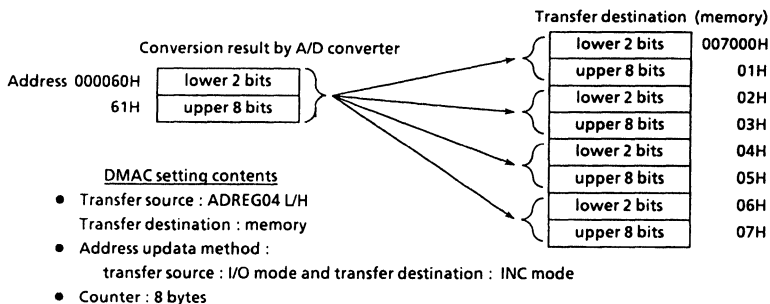 Transfer destination (memory)
Conversion result by A/D converter
Address 000060H lower 2 bits
61H upper 8 bits
lower 2 bits 007000H
upper 8 bits 01H
lower 2 bits 02H
upper 8 bits 03H
lower 2 bits 04H
upper 8 bits 05H
lower 2 bits 06H
upper 8 bits 07H
DMAC setting contents
● Transfer source : ADREG04 L/H
Transfer destination : memory
● Address updata method :
transfer source : I/O mode and transfer destination : INC mode
● Counter : 8 bytes